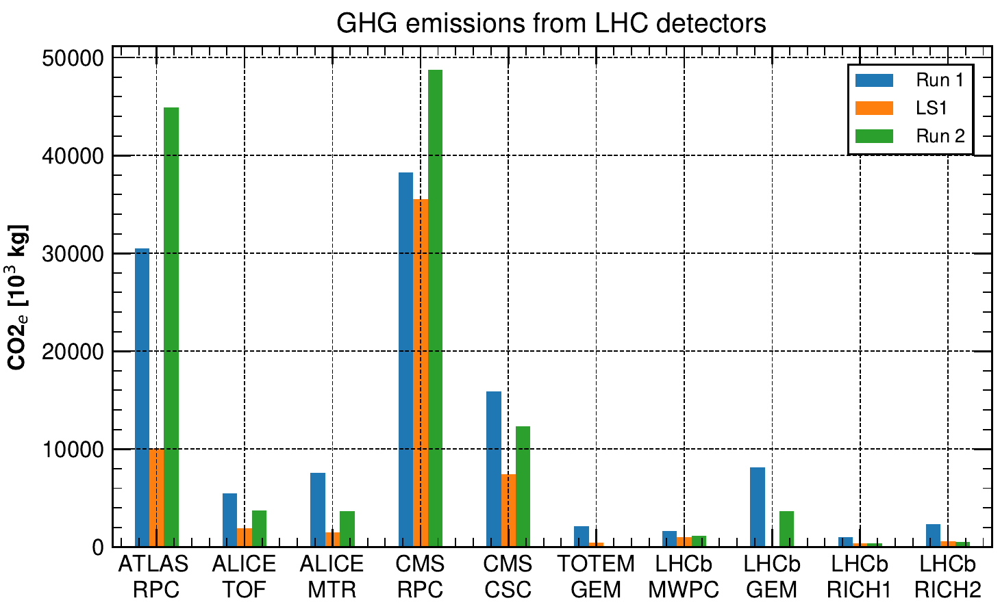 GHG emissions from LHC detectors
50000
40000
30000
20000
10000
0
CO2e [10³ kg]
Run 1
LS1
Run 2
ATLAS RPC
ALICE TOF
ALICE MTR
CMS RPC
CMS CSC
TOTEM GEM
LHCb MWPC
LHCb GEM
LHCb RICH1
LHCb RICH2